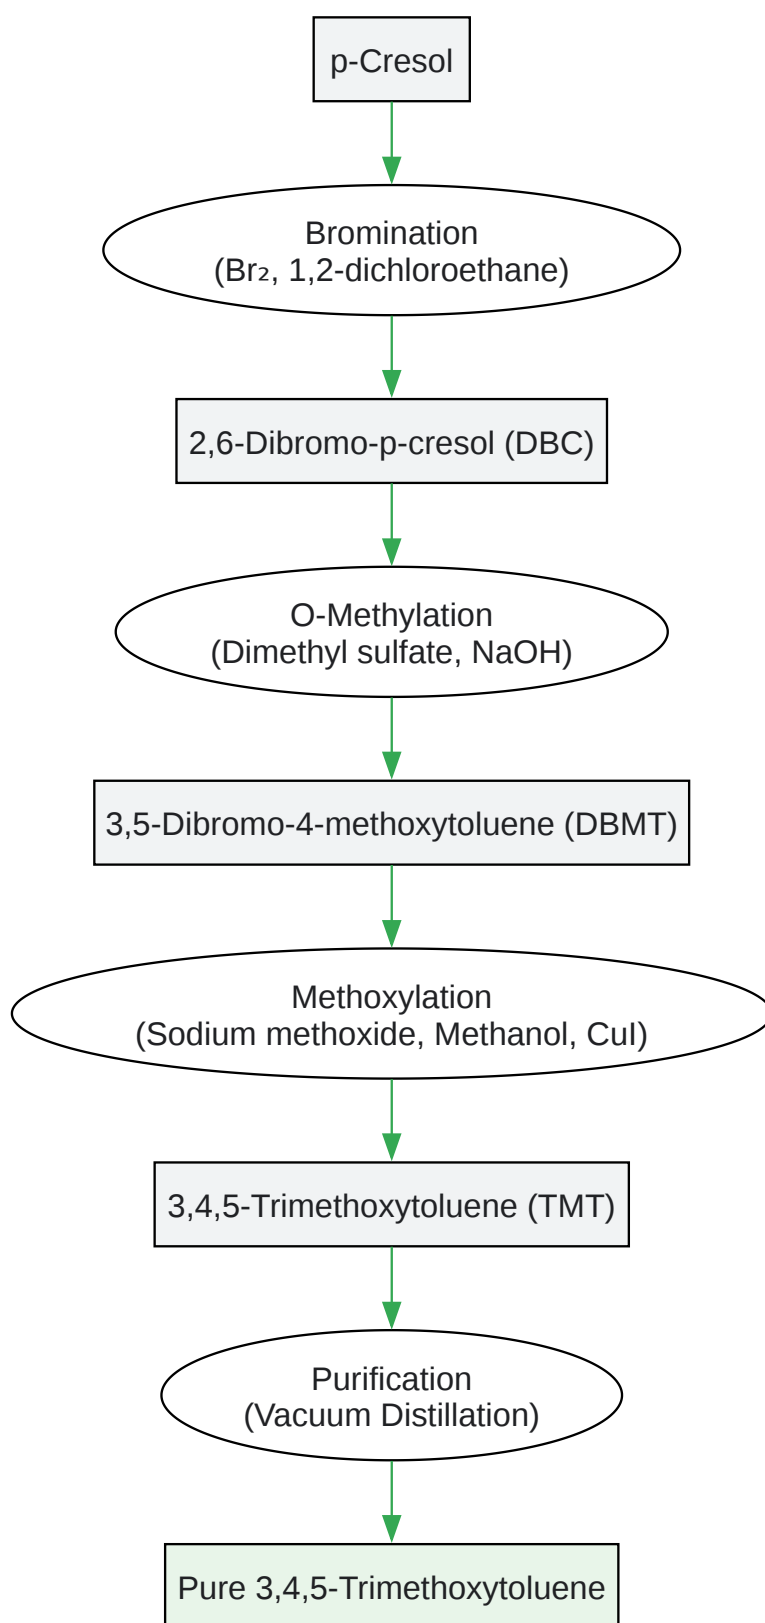 p-Cresol
Bromination
(Br₂, 1,2-dichloroethane)
2,6-Dibromo-p-cresol (DBC)
O-Methylation
(Dimethyl sulfate, NaOH)
3,5-Dibromo-4-methoxytoluene (DBMT)
Methoxylation
(Sodium methoxide, Methanol, CuI)
3,4,5-Trimethoxytoluene (TMT)
Purification
(Vacuum Distillation)
Pure 3,4,5-Trimethoxytoluene